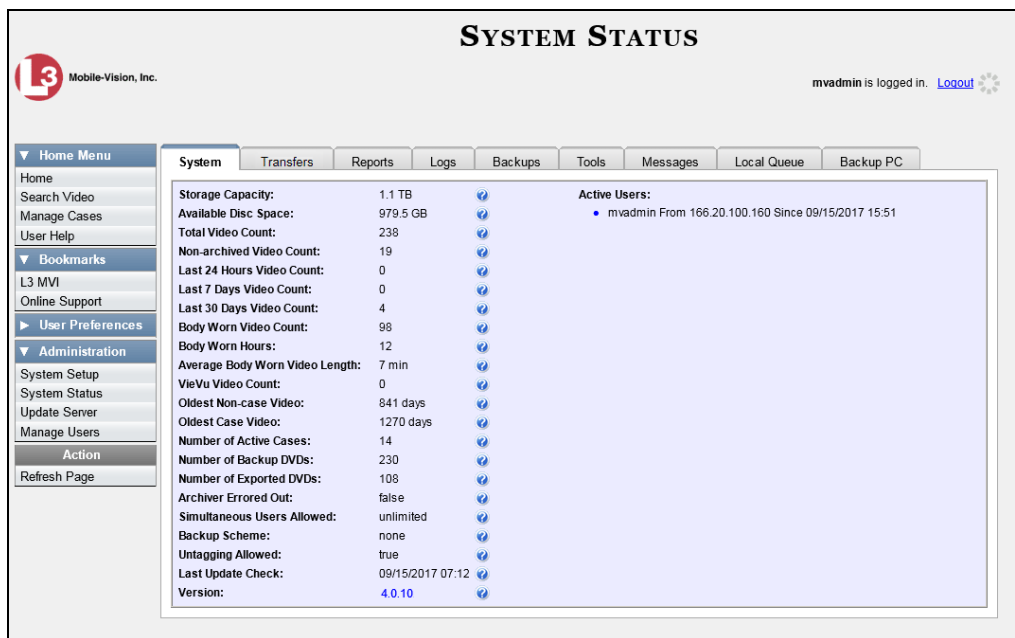 SYSTEM STATUS
L3 Mobile-Vision, Inc.
mvadmin is logged in. Logout
▼ Home Menu
Home
Search Video
Manage Cases
User Help
▼ Bookmarks
L3 MVI
Online Support
► User Preferences
▼ Administration
System Setup
System Status
Update Server
Manage Users
Action
Refresh Page
System Transfers Reports Logs Backups Tools Messages Local Queue Backup PC
Storage Capacity: 1.1 TB
Available Disc Space: 979.5 GB
Total Video Count: 238
Non-archived Video Count: 19
Last 24 Hours Video Count: 0
Last 7 Days Video Count: 0
Last 30 Days Video Count: 4
Body Worn Video Count: 98
Body Worn Hours: 12
Average Body Worn Video Length: 7 min
VieVu Video Count: 0
Oldest Non-case Video: 841 days
Oldest Case Video: 1270 days
Number of Active Cases: 14
Number of Backup DVDs: 230
Number of Exported DVDs: 108
Archiver Errored Out: false
Simultaneous Users Allowed: unlimited
Backup Scheme: none
Untagging Allowed: true
Last Update Check: 09/15/2017 07:12
Version: 4.0.10
Active Users:
• mvadmin From 166.20.100.160 Since 09/15/2017 15:51